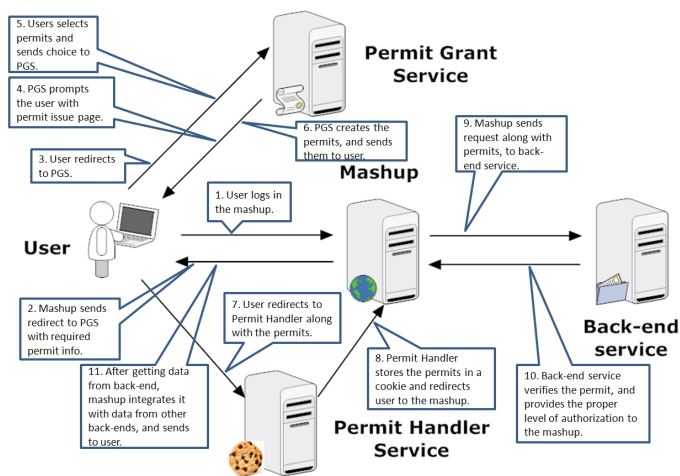 5. Users selects
permits and
sends choice to
PGS.
4. PGS prompts
the user with
permit issue page.
3. User redirects
to PGS.
Permit Grant
Service
6. PGS creates the
permits, and sends
them to user.
9. Mashup sends
request along with
permits, to back-
end service.
Mashup
1. User logs in
the mashup.
User
2. Mashup sends
redirect to PGS
with required
permit info.
7. User redirects to
Permit Handler along
with the permits.
Back-end
service
11. After getting data
from back-end,
mashup integrates it
with data from other
back-ends, and sends
to user.
8. Permit Handler
stores the permits in a
cookie and redirects
user to the mashup.
10. Back-end service
verifies the permit, and
provides the proper
level of authorization to
the mashup.
Permit Handler
Service